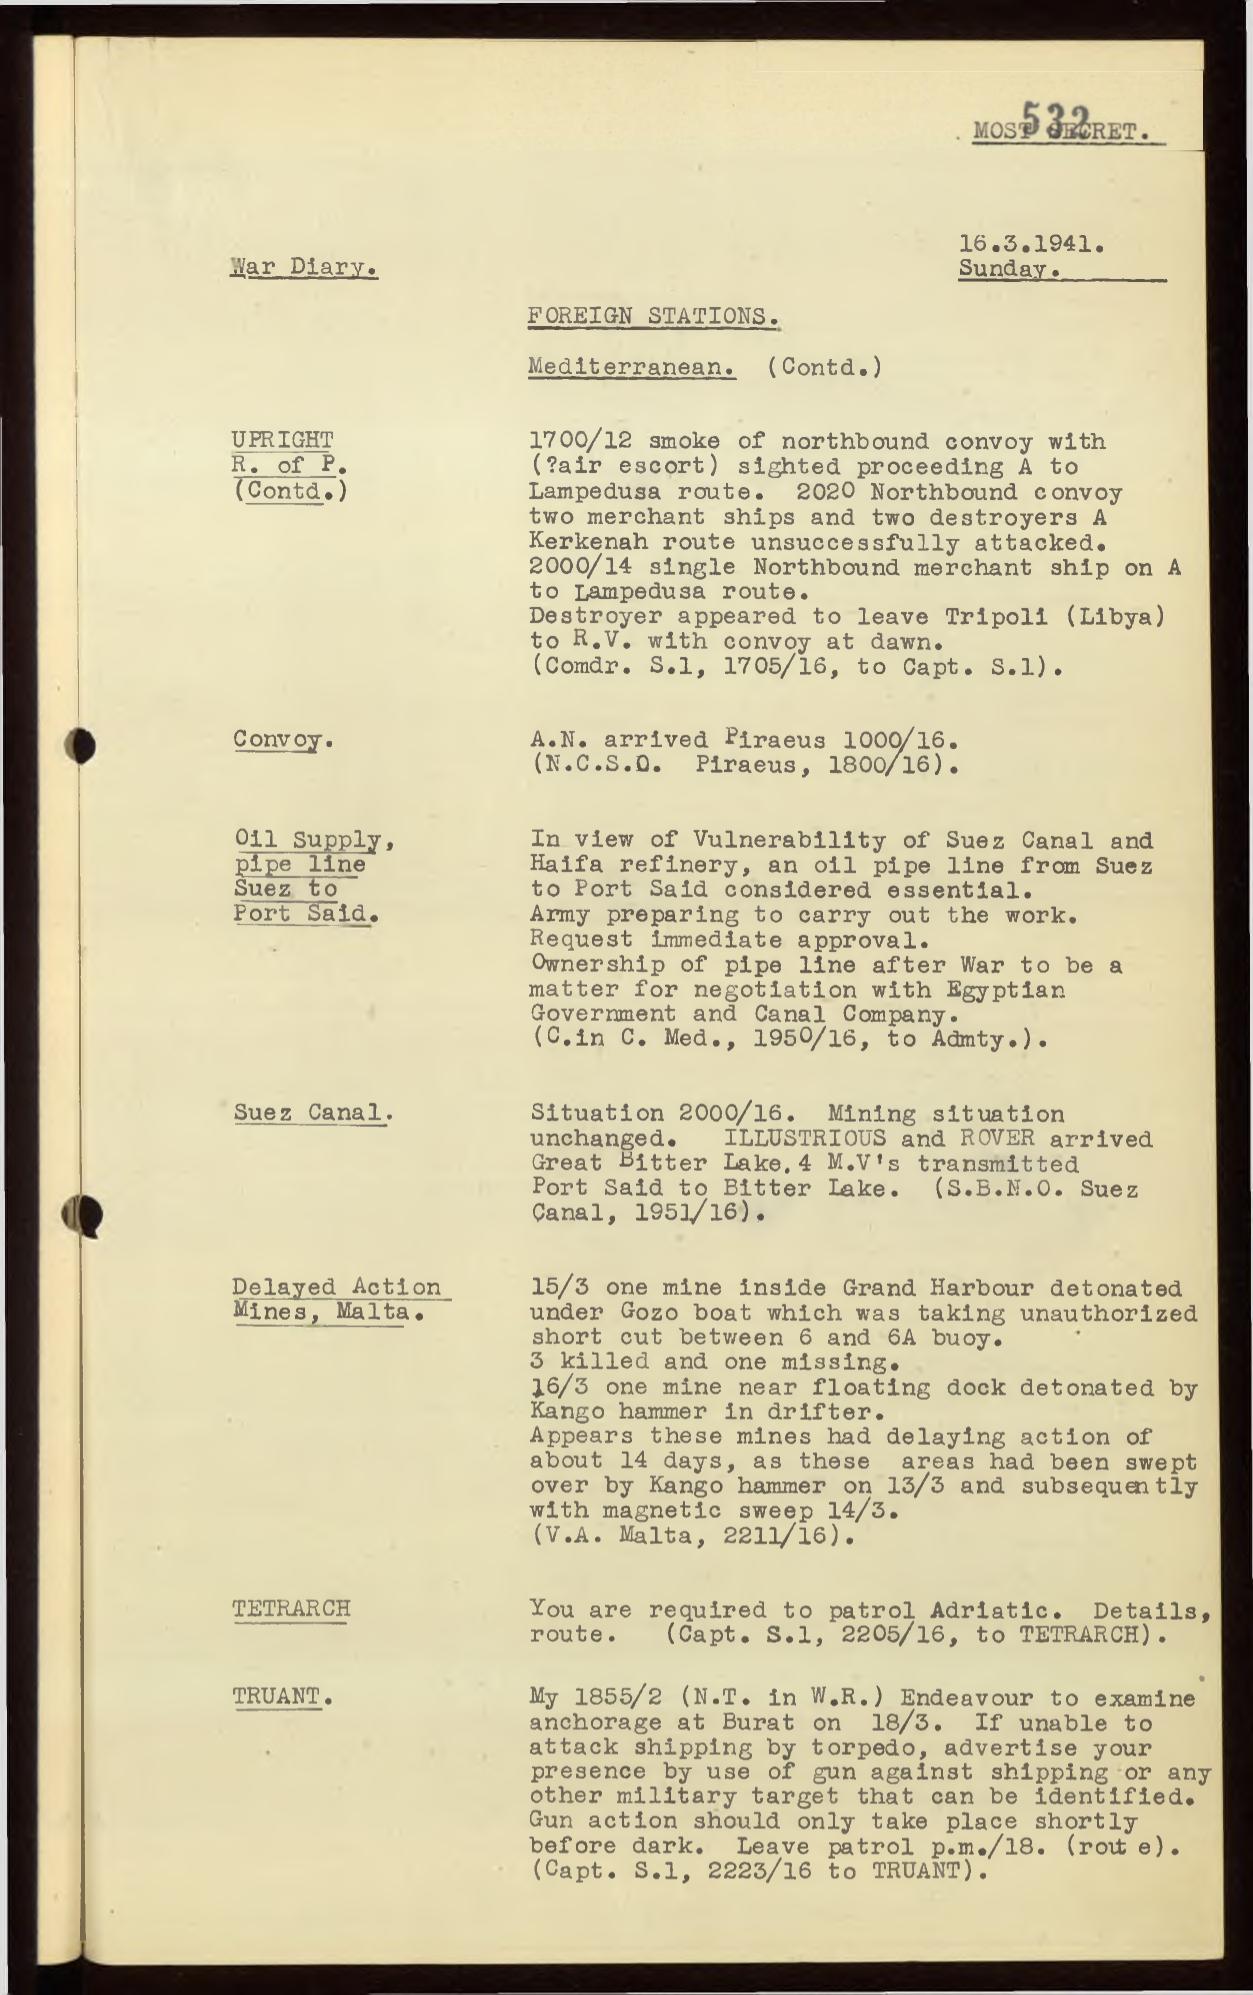 532
MOST SECRET.
16.3.1941.
War Diary.
Sunday.
FOREIGN STATIONS.
Mediterranean. (Contd.)
UPRIGHT
R. of P.
(Contd.)
1700/12 smoke of northbound convoy with
(?air escort) sighted proceeding A to
Lampedusa route. 2020 Northbound convoy
two merchant ships and two destroyers A
Kerkenah route unsuccessfully attacked.
2000/14 single Northbound merchant ship on A
to Lampedusa route.
Destroyer appeared to leave Tripoli (Libya)
to R.V. with convoy at dawn.
(Comdr. S.1, 1705/16, to Capt. S.1).
Convoy.
A.N. arrived Piraeus 1000/16.
(N.C.S.O. Piraeus, 1800/16).
Oil Supply,
pipe line
Suez to
Port Said.
In view of Vulnerability of Suez Canal and
Haifa refinery, an oil pipe line from Suez
to Port Said considered essential.
Army preparing to carry out the work.
Request immediate approval.
Ownership of pipe line after War to be a
matter for negotiation with Egyptian
Government and Canal Company.
(C.in C. Med., 1950/16, to Admty.).
Suez Canal.
Situation 2000/16. Mining situation
unchanged. ILLUSTRIOUS and ROVER arrived
Great Bitter Lake. 4 M.V's transmitted
Port Said to Bitter Lake. (S.B.N.O. Suez
Canal, 1951/16).
Delayed Action
Mines, Malta.
15/3 one mine inside Grand Harbour detonated
under Gozo boat which was taking unauthorized
short cut between 6 and 6A buoy.
3 killed and one missing.
16/3 one mine near floating dock detonated by
Kango hammer in drifter.
Appears these mines had delaying action of
about 14 days, as these areas had been swept
over by Kango hammer on 13/3 and subsequently
with magnetic sweep 14/3.
(V.A. Malta, 2211/16).
TETRARCH
You are required to patrol Adriatic. Details,
route. (Capt. S.1, 2205/16, to TETRARCH).
TRUANT.
My 1855/2 (N.T. in W.R.) Endeavour to examine
anchorage at Burat on 18/3. If unable to
attack shipping by torpedo, advertise your
presence by use of gun against shipping or any
other military target that can be identified.
Gun action should only take place shortly
before dark. Leave patrol p.m./18. (route).
(Capt. S.1, 2223/16 to TRUANT).